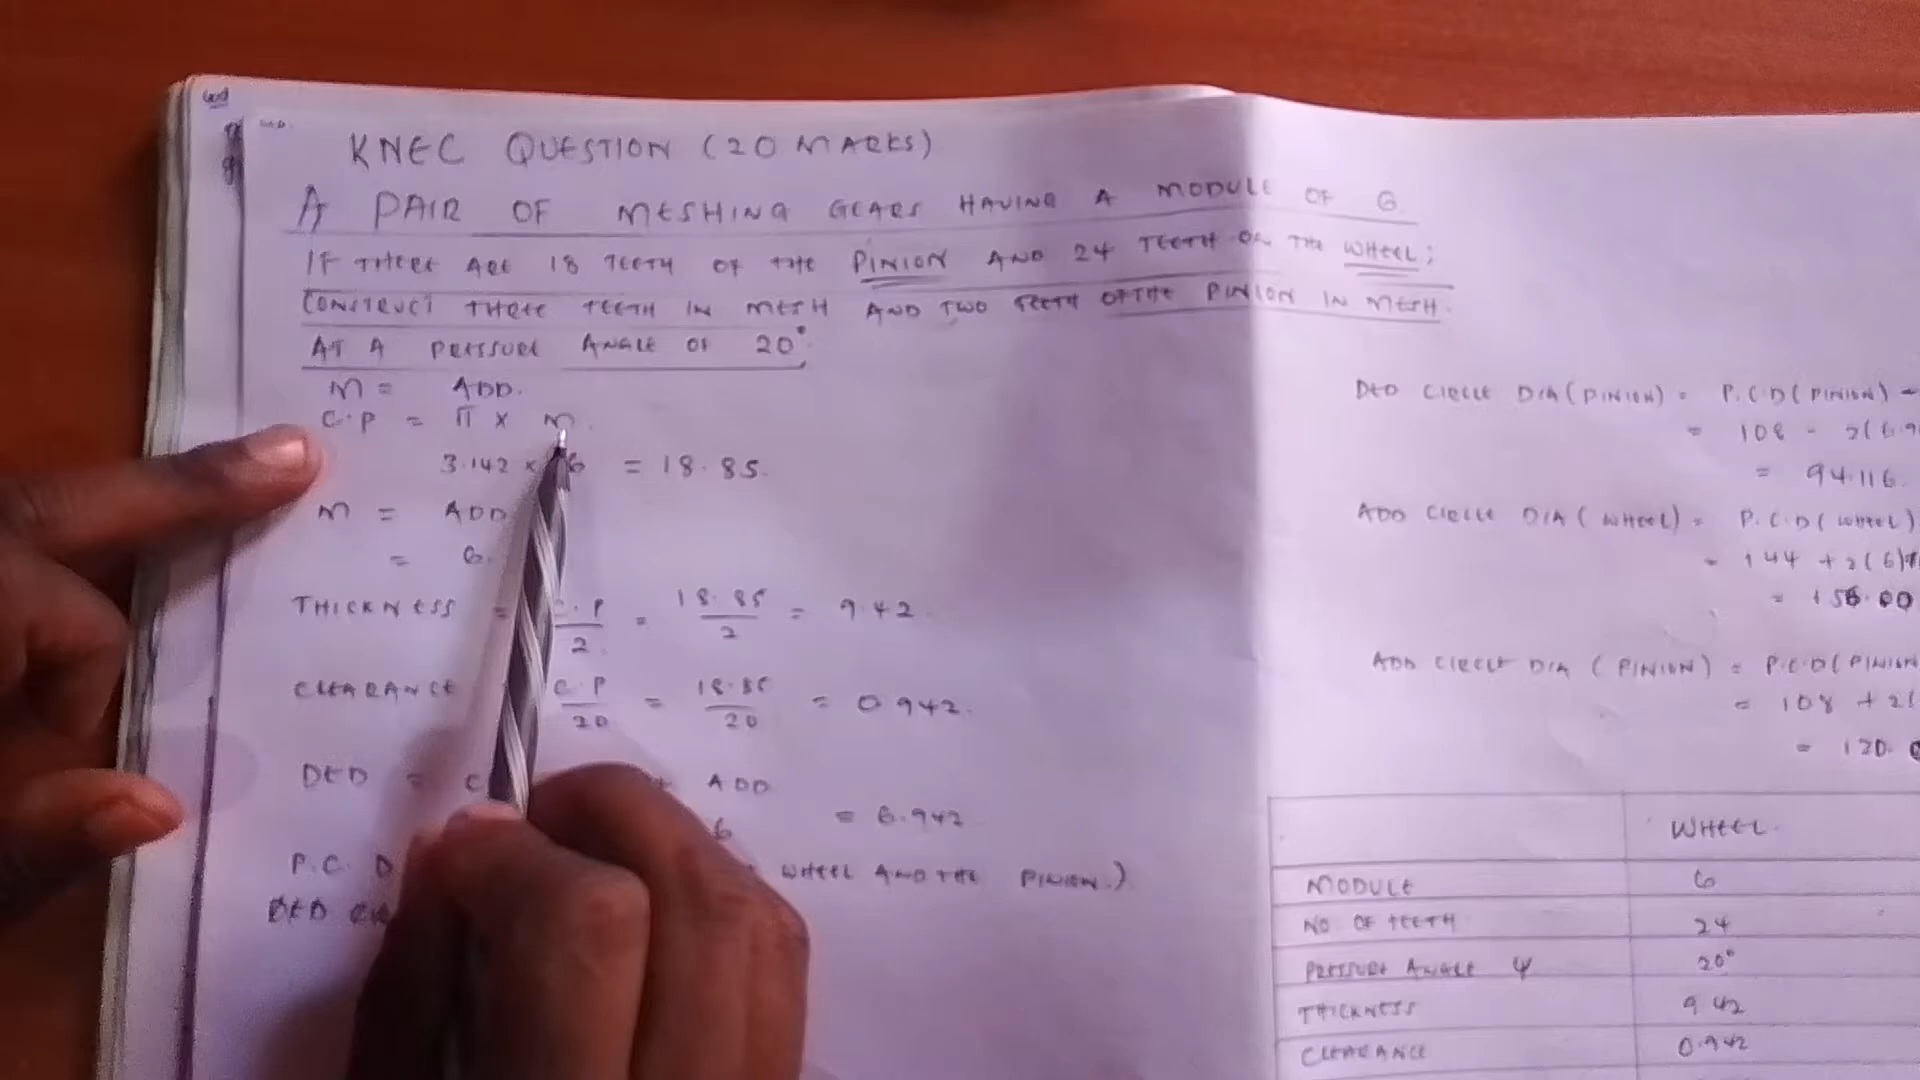 KNEC QUESTION (20 MARKS)
A PAIR OF MESHING GEARS HAVING A MODULE OF 6.
IF THERE ARE 18 TEETH OF THE PINION AND 24 TEETH ON THE WHEEL;
CONSTRUCT THREE TEETH IN MESH AND TWO TEETH OF THE PINION IN MESH.
AT A PRESSURE ANGLE OF 20°.
M = ADD.
C.P = π × M.
3.142 × 6 = 18.85.
M = ADD
= 6.
THICKNESS = C.P/2 = 18.85/2 = 9.42.
CLEARANCE C.P/20 = 18.85/20 = 0.942.
DED = C + ADD
6 = 6.942
P.C.D WHEEL AND THE PINION.)
DED
DED CIRCLE DIA (PINION) = P.C.D (PINION) -
= 108 - 2(6.9
= 94.116.
ADD CIRCLE DIA (WHEEL) = P.C.D (WHEEL)
= 144 + 2(6)
= 156.00
ADD CIRCLE DIA (PINION) = P.C.D (PINION
= 108 + 2(
= 120.
WHEEL.
MODULE 6
NO. OF TEETH 24
PRESSURE ANGLE ψ 20°
THICKNESS 9.42
CLEARANCE 0.942